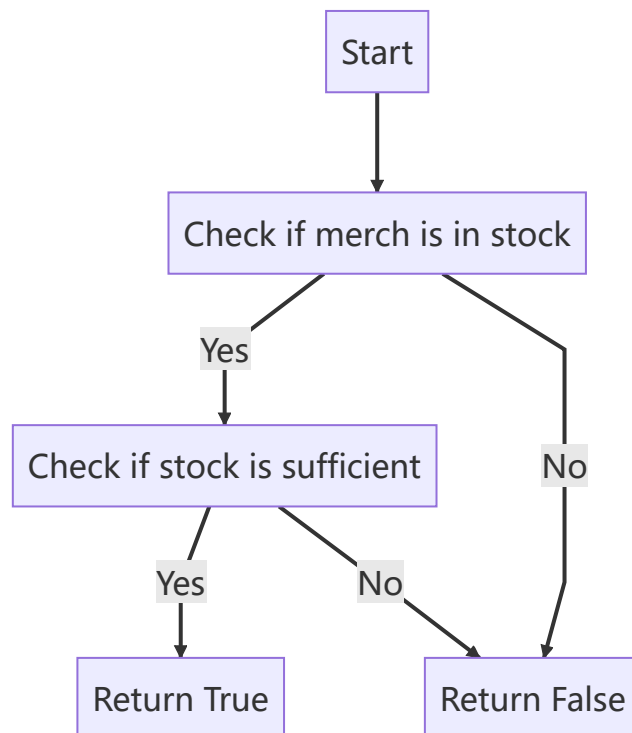 Start
Check if merch is in stock
Yes
Check if stock is sufficient
No
Yes
No
Return True
Return False